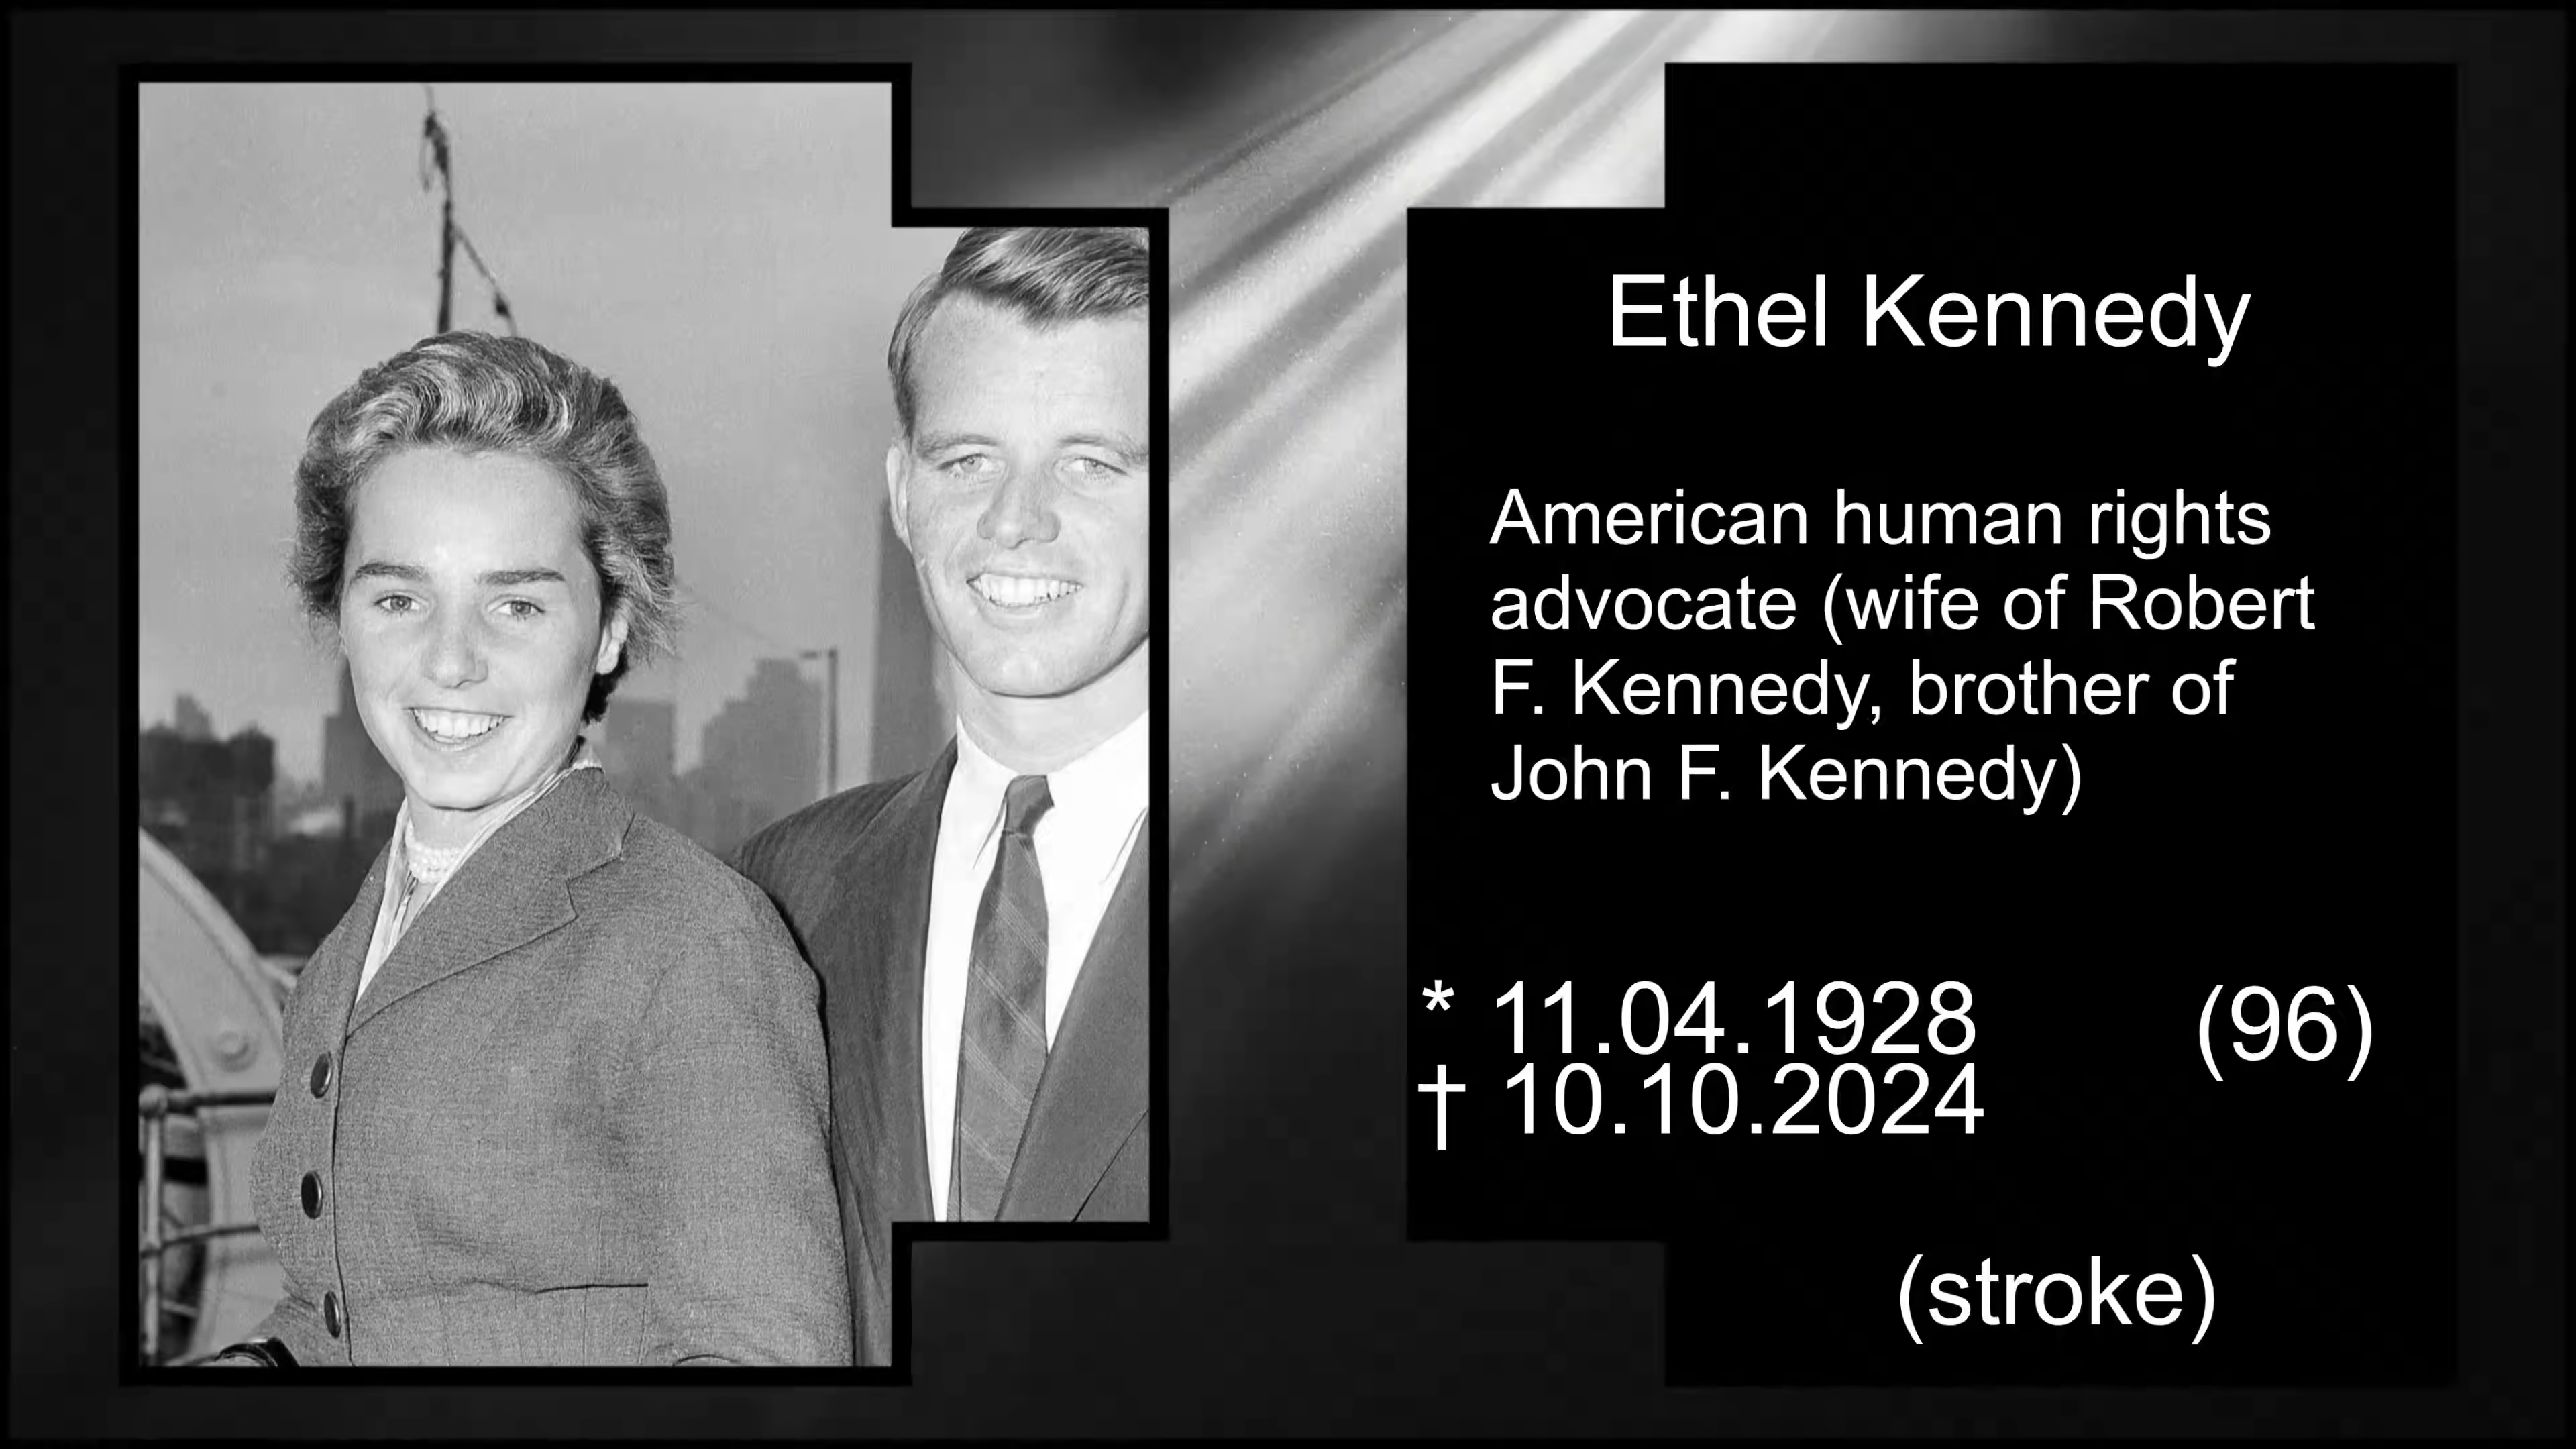 Ethel Kennedy
American human rights
advocate (wife of Robert
F. Kennedy, brother of
John F. Kennedy)
* 11.04.1928 (96)
† 10.10.2024
(stroke)